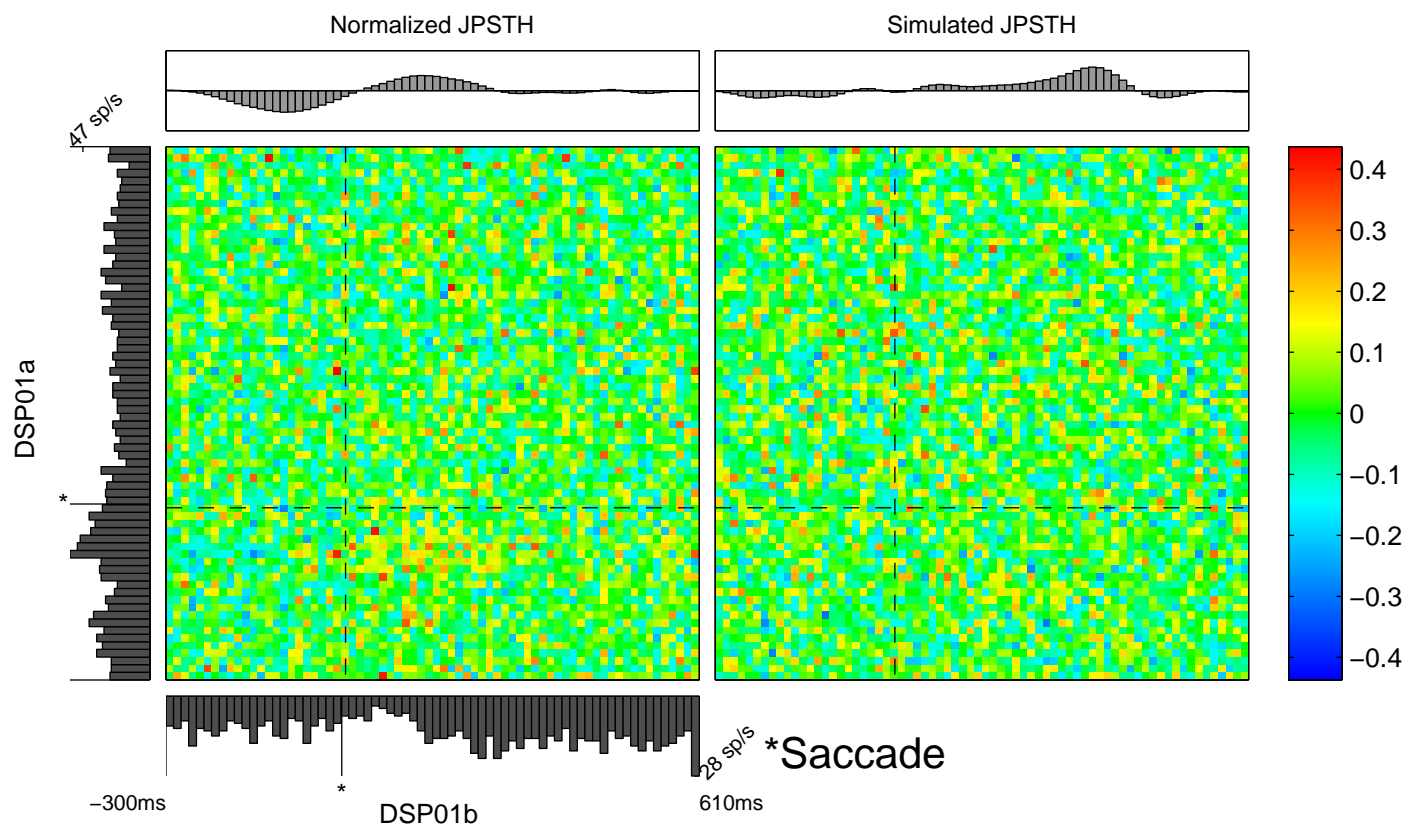 Normalized JPSTH
Simulated JPSTH
47 sp/s
DSP01a
*
0.4
0.3
0.2
0.1
0
−0.1
−0.2
−0.3
−0.4
28 sp/s
*Saccade
*
−300ms
DSP01b
610ms